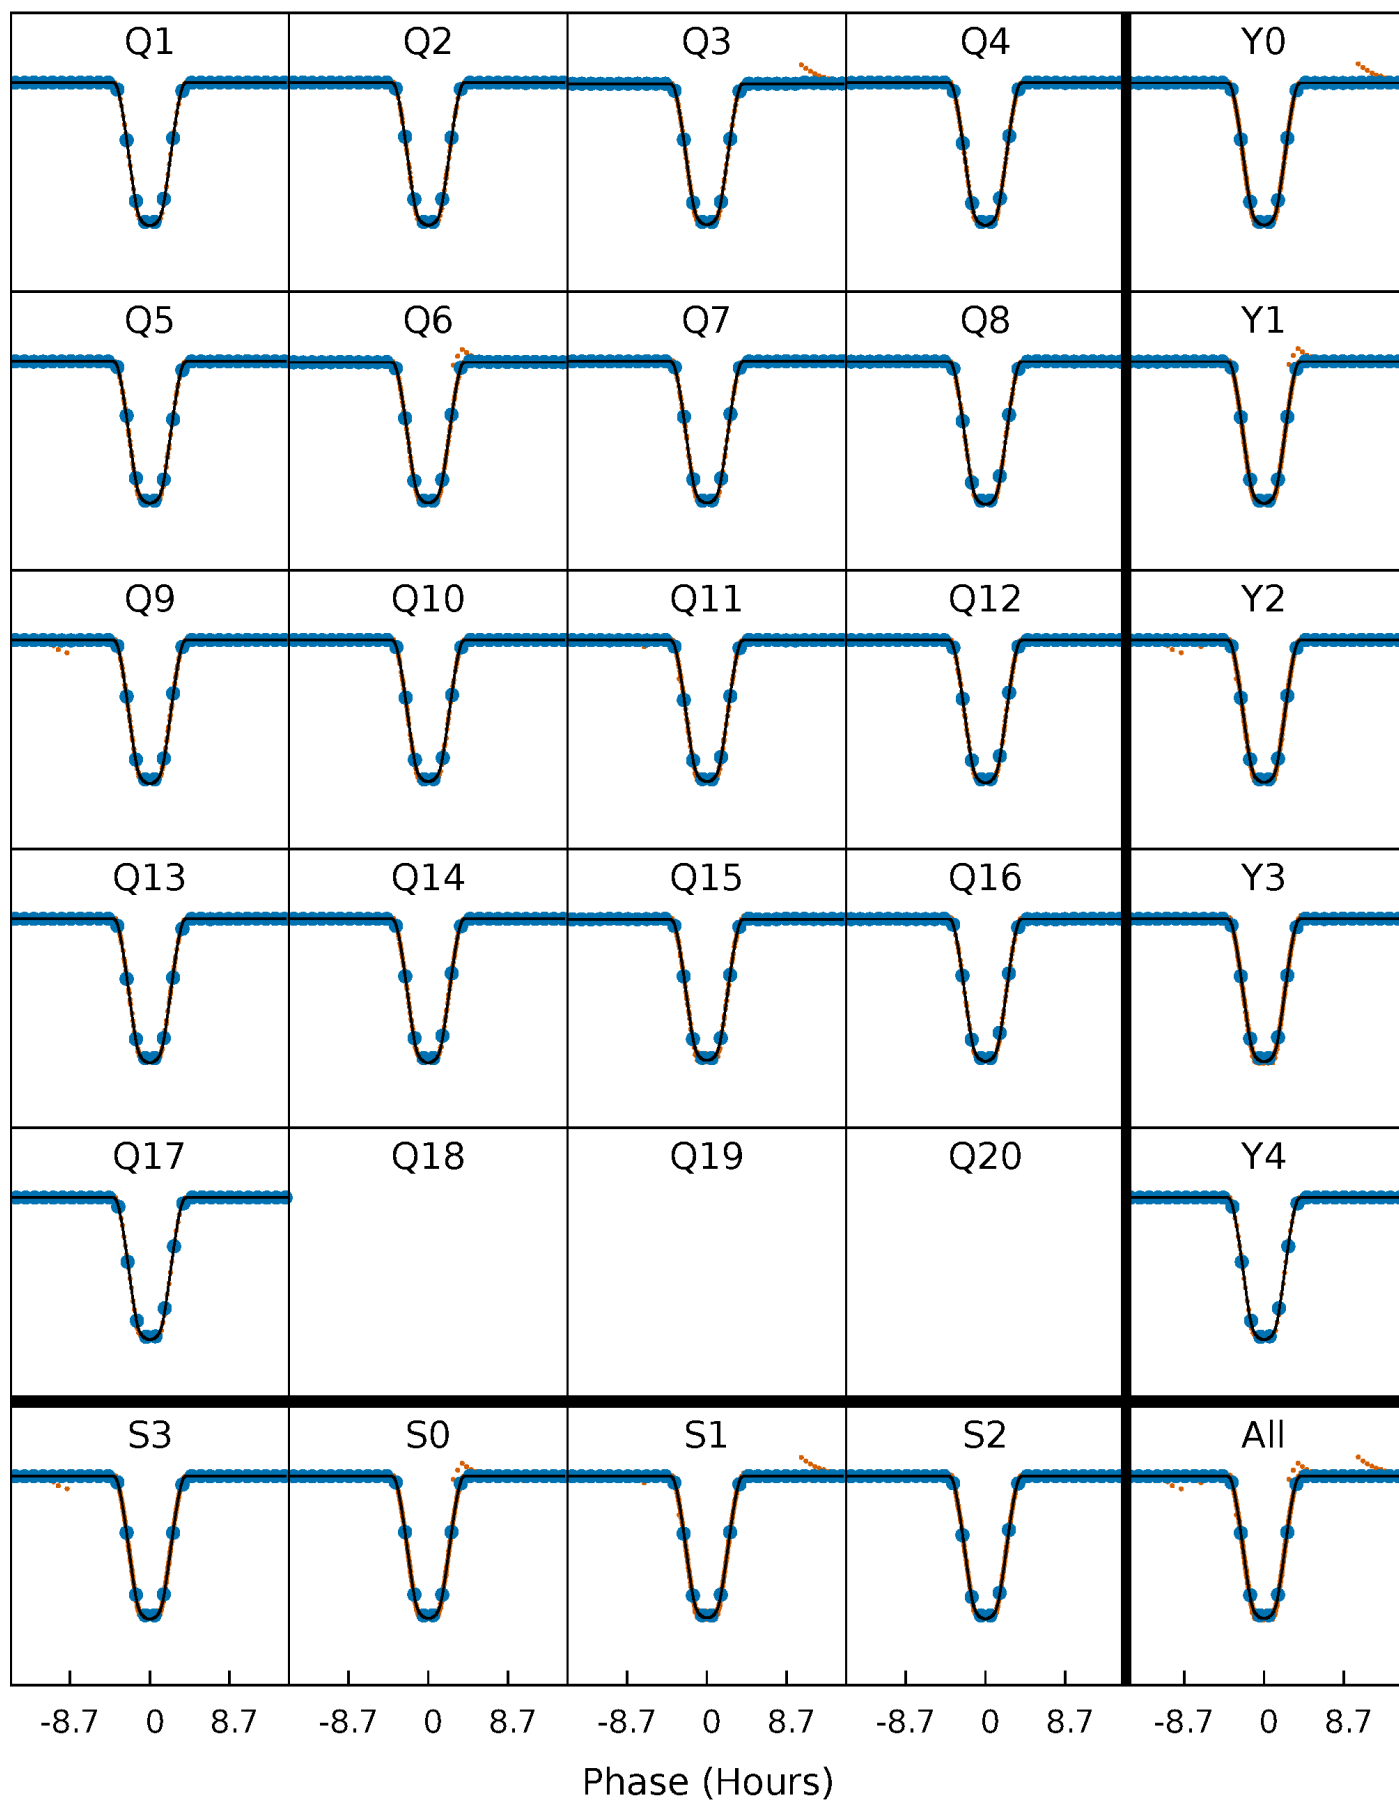 Q1 Q2 Q3 Q4 Y0
Q5 Q6 Q7 Q8 Y1
Q9 Q10 Q11 Q12 Y2
Q13 Q14 Q15 Q16 Y3
Q17 Q18 Q19 Q20 Y4
S3 S0 S1 S2 All
-8.7 0 8.7 -8.7 0 8.7 -8.7 0 8.7 -8.7 0 8.7 -8.7 0 8.7
Phase (Hours)